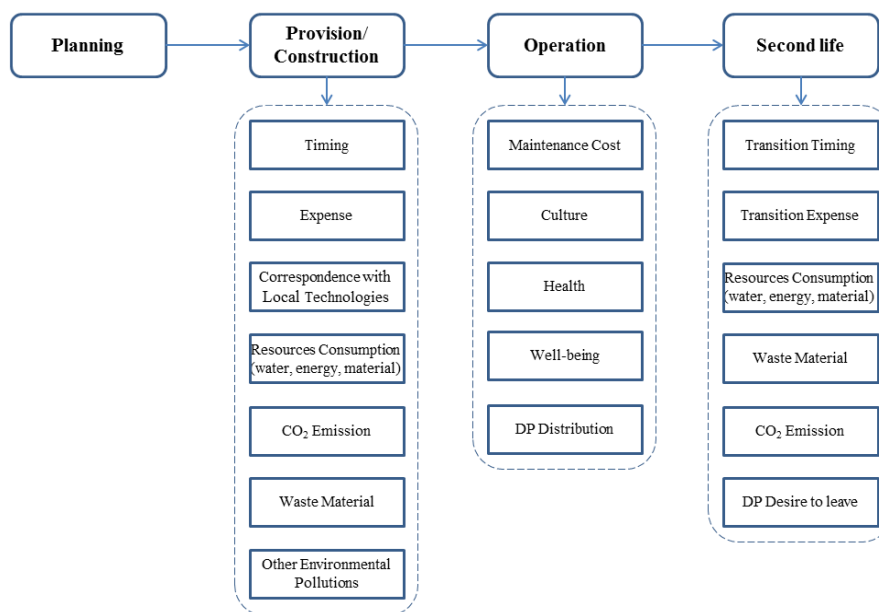 Planning
Provision/
Construction
Operation
Second life
Timing
Expense
Correspondence with
Local Technologies
Resources Consumption
(water, energy, material)
CO₂ Emission
Waste Material
Other Environmental
Pollutions
Maintenance Cost
Culture
Health
Well-being
DP Distribution
Transition Timing
Transition Expense
Resources Consumption
(water, energy, material)
Waste Material
CO₂ Emission
DP Desire to leave